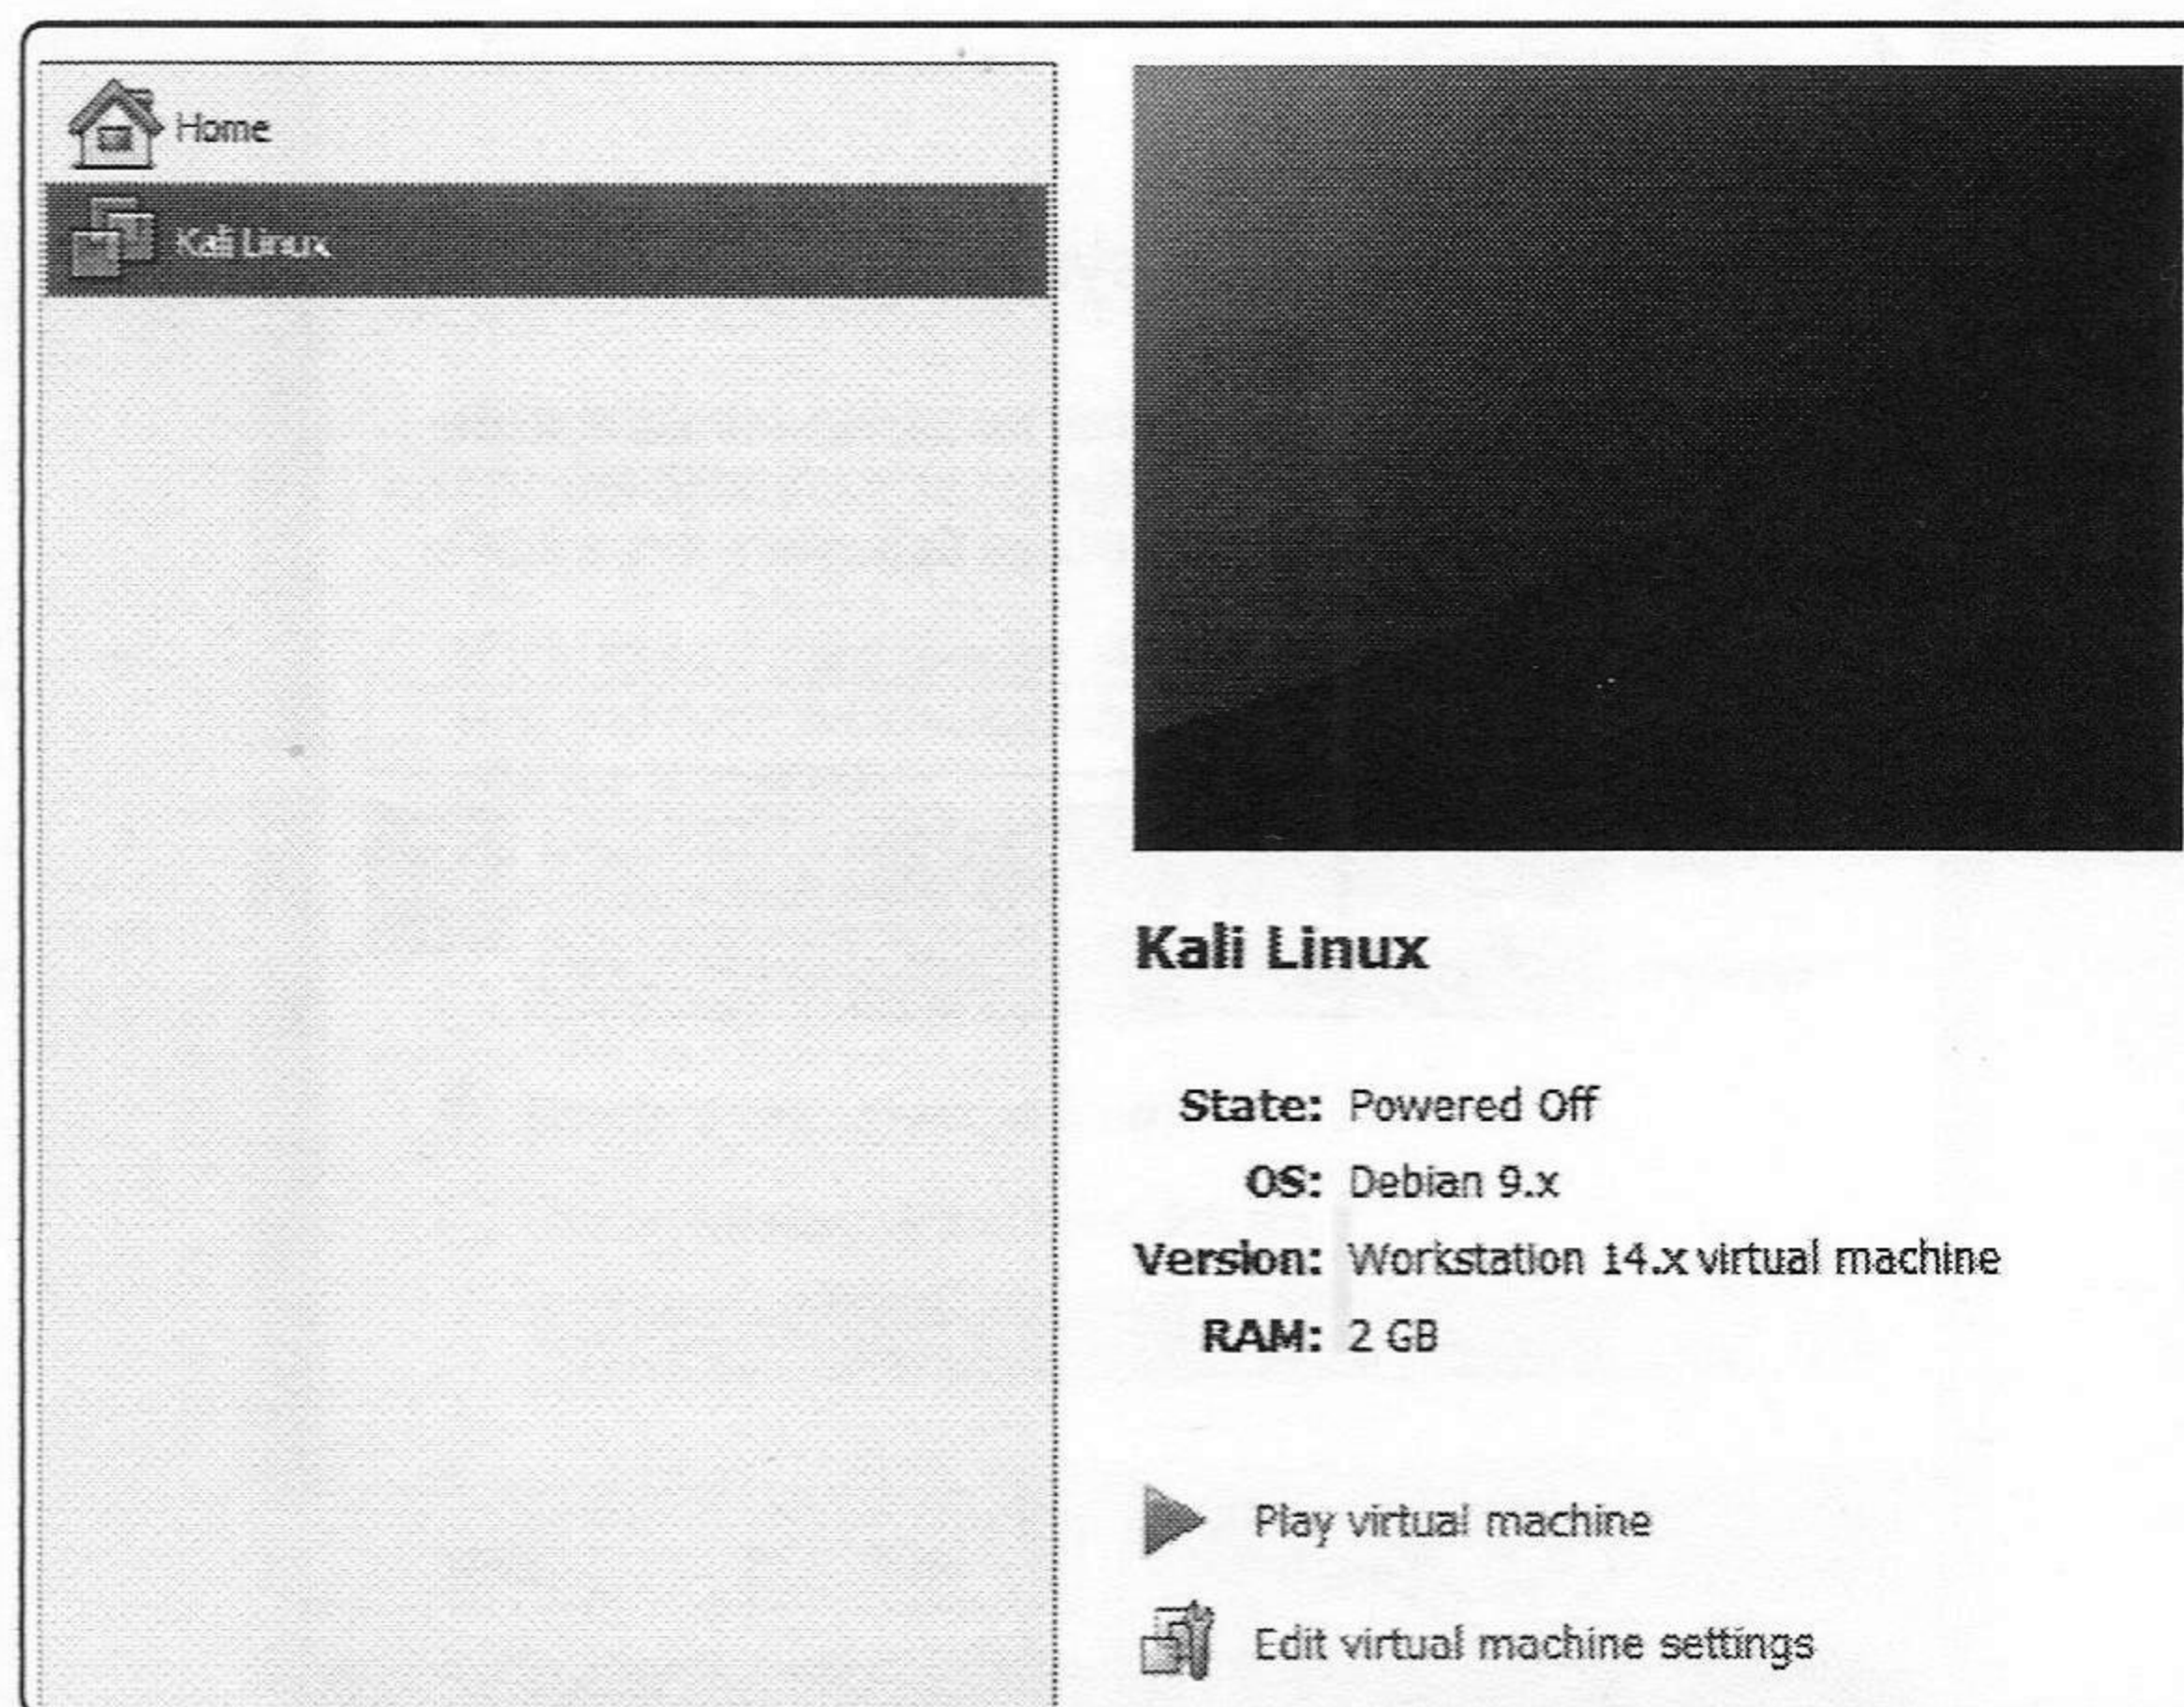 Home
Kali Linux
Kali Linux
State: Powered Off
OS: Debian 9.x
Version: Workstation 14.x virtual machine
RAM: 2 GB
Play virtual machine
Edit virtual machine settings